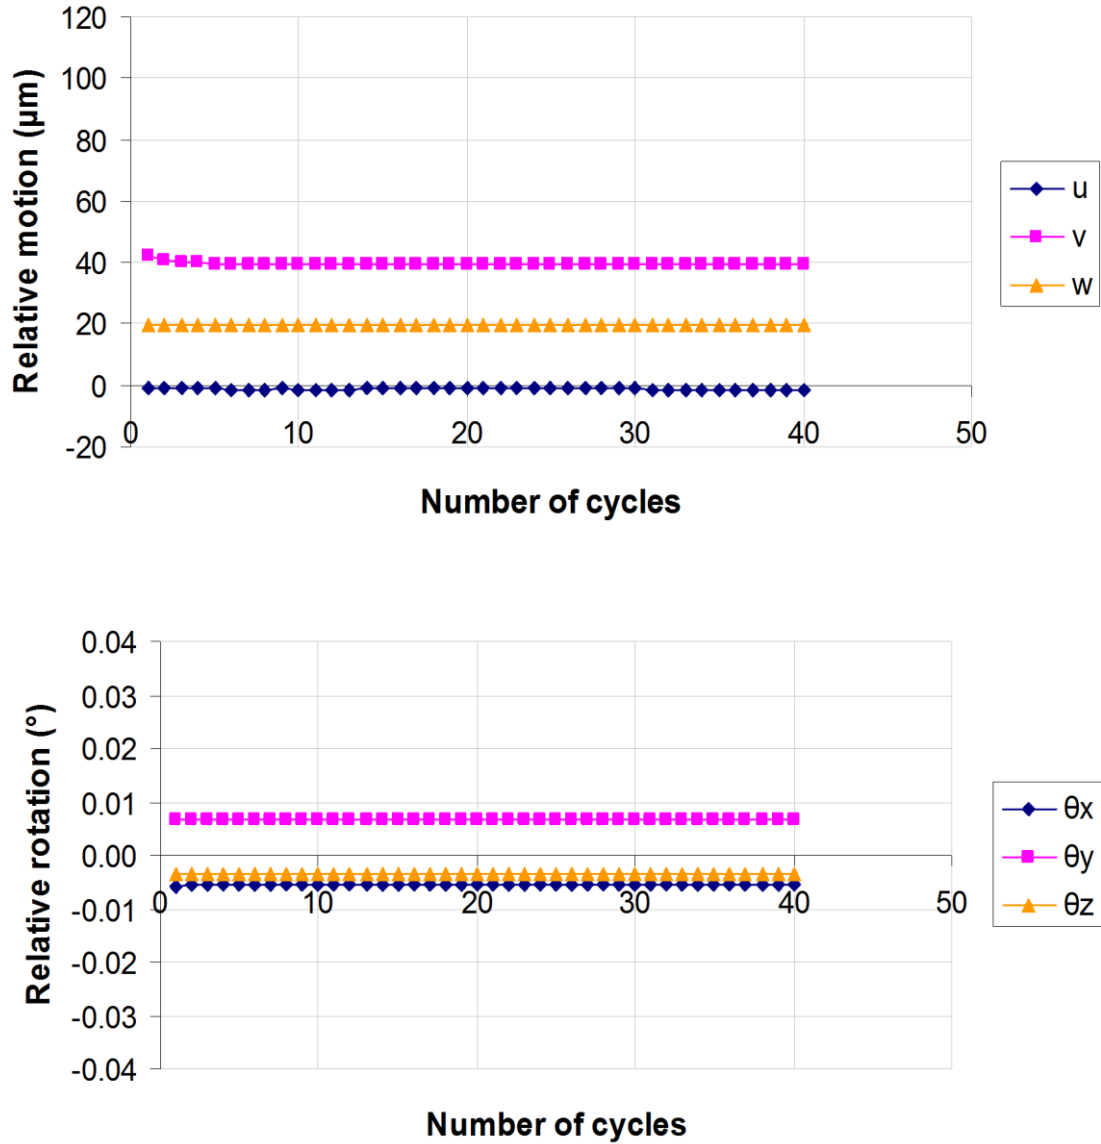 120
100
80
60
40
20
0
-20
Relative motion (µm)
0 10 20 30 40 50
Number of cycles
u
v
w
0.04
0.03
0.02
0.01
0.00
-0.01
-0.02
-0.03
-0.04
Relative rotation (°)
0 10 20 30 40 50
Number of cycles
θx
θy
θz